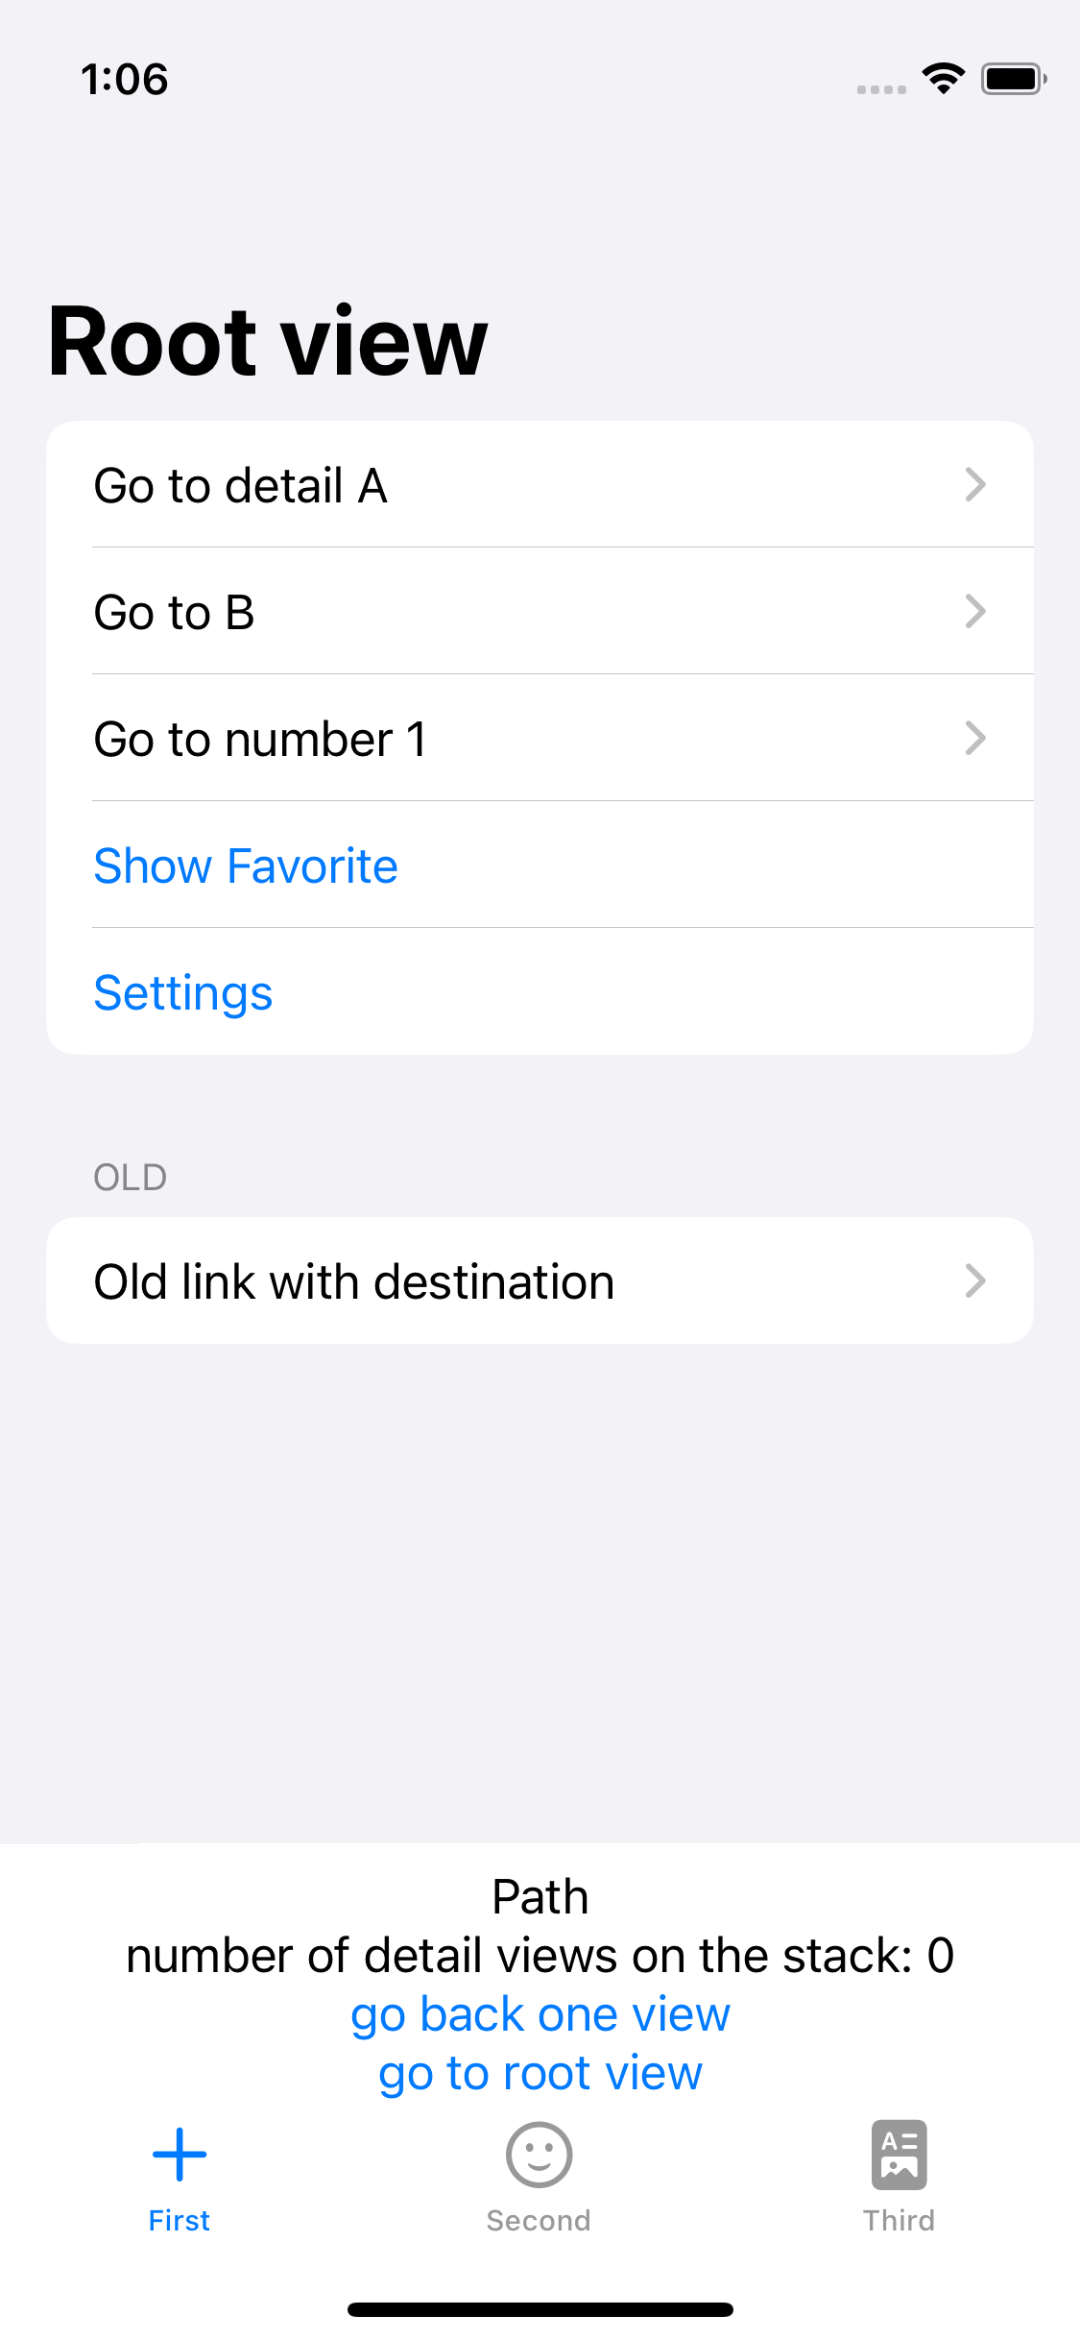 1:06
Root view
Go to detail A
Go to B
Go to number 1
Show Favorite
Settings
OLD
Old link with destination
Path
number of detail views on the stack: 0
go back one view
go to root view
First
Second
Third